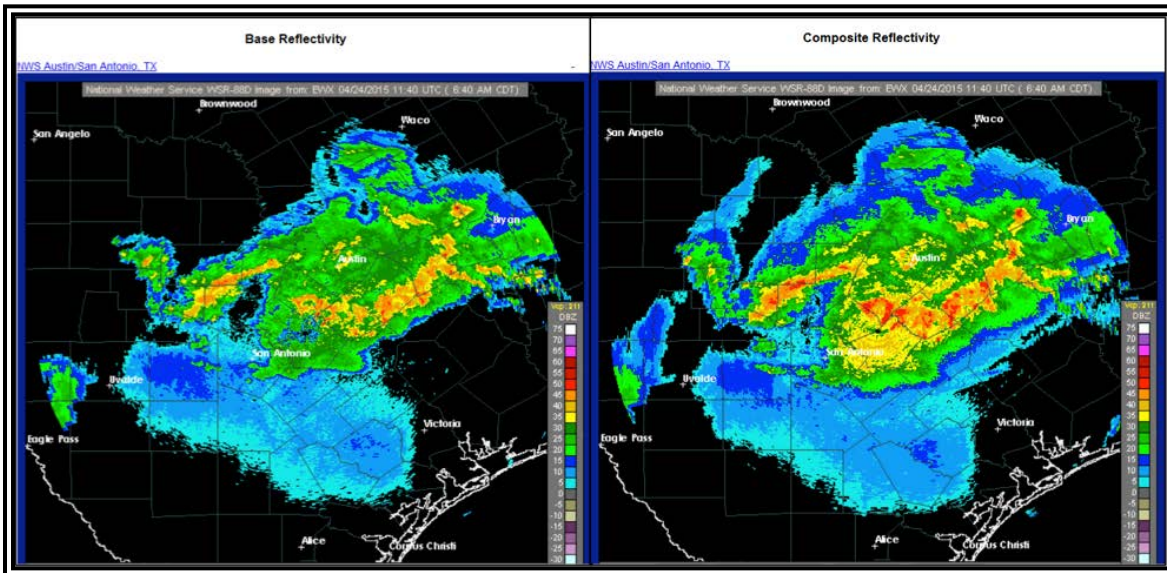 Base Reflectivity
NWS Austin/San Antonio, TX
National Weather Service WSR-88D Image from: EWX 04/24/2015 11:40 UTC ( 6:40 AM CDT)
Brownwood
Waco
San Angelo
Bryan
Austin
San Antonio
Uvalde
Victoria
Eagle Pass
Alice
Corpus Christi
Vcp: 211
DBZ
75
70
65
60
55
50
45
40
35
30
25
20
15
10
5
0
-5
-10
-15
-20
-25
-30
Composite Reflectivity
NWS Austin/San Antonio, TX
National Weather Service WSR-88D Image from: EWX 04/24/2015 11:40 UTC ( 6:40 AM CDT)
Brownwood
Waco
San Angelo
Bryan
Austin
San Antonio
Uvalde
Victoria
Eagle Pass
Alice
Corpus Christi
Vcp: 211
DBZ
75
70
65
60
55
50
45
40
35
30
25
20
15
10
5
0
-5
-10
-15
-20
-25
-30